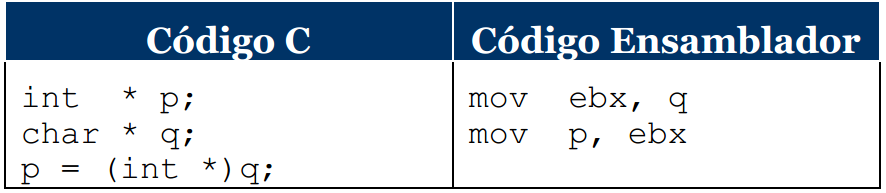 Código C
Código Ensamblador
int  * p;
char * q;
p = (int *)q;
mov  ebx, q
mov  p, ebx